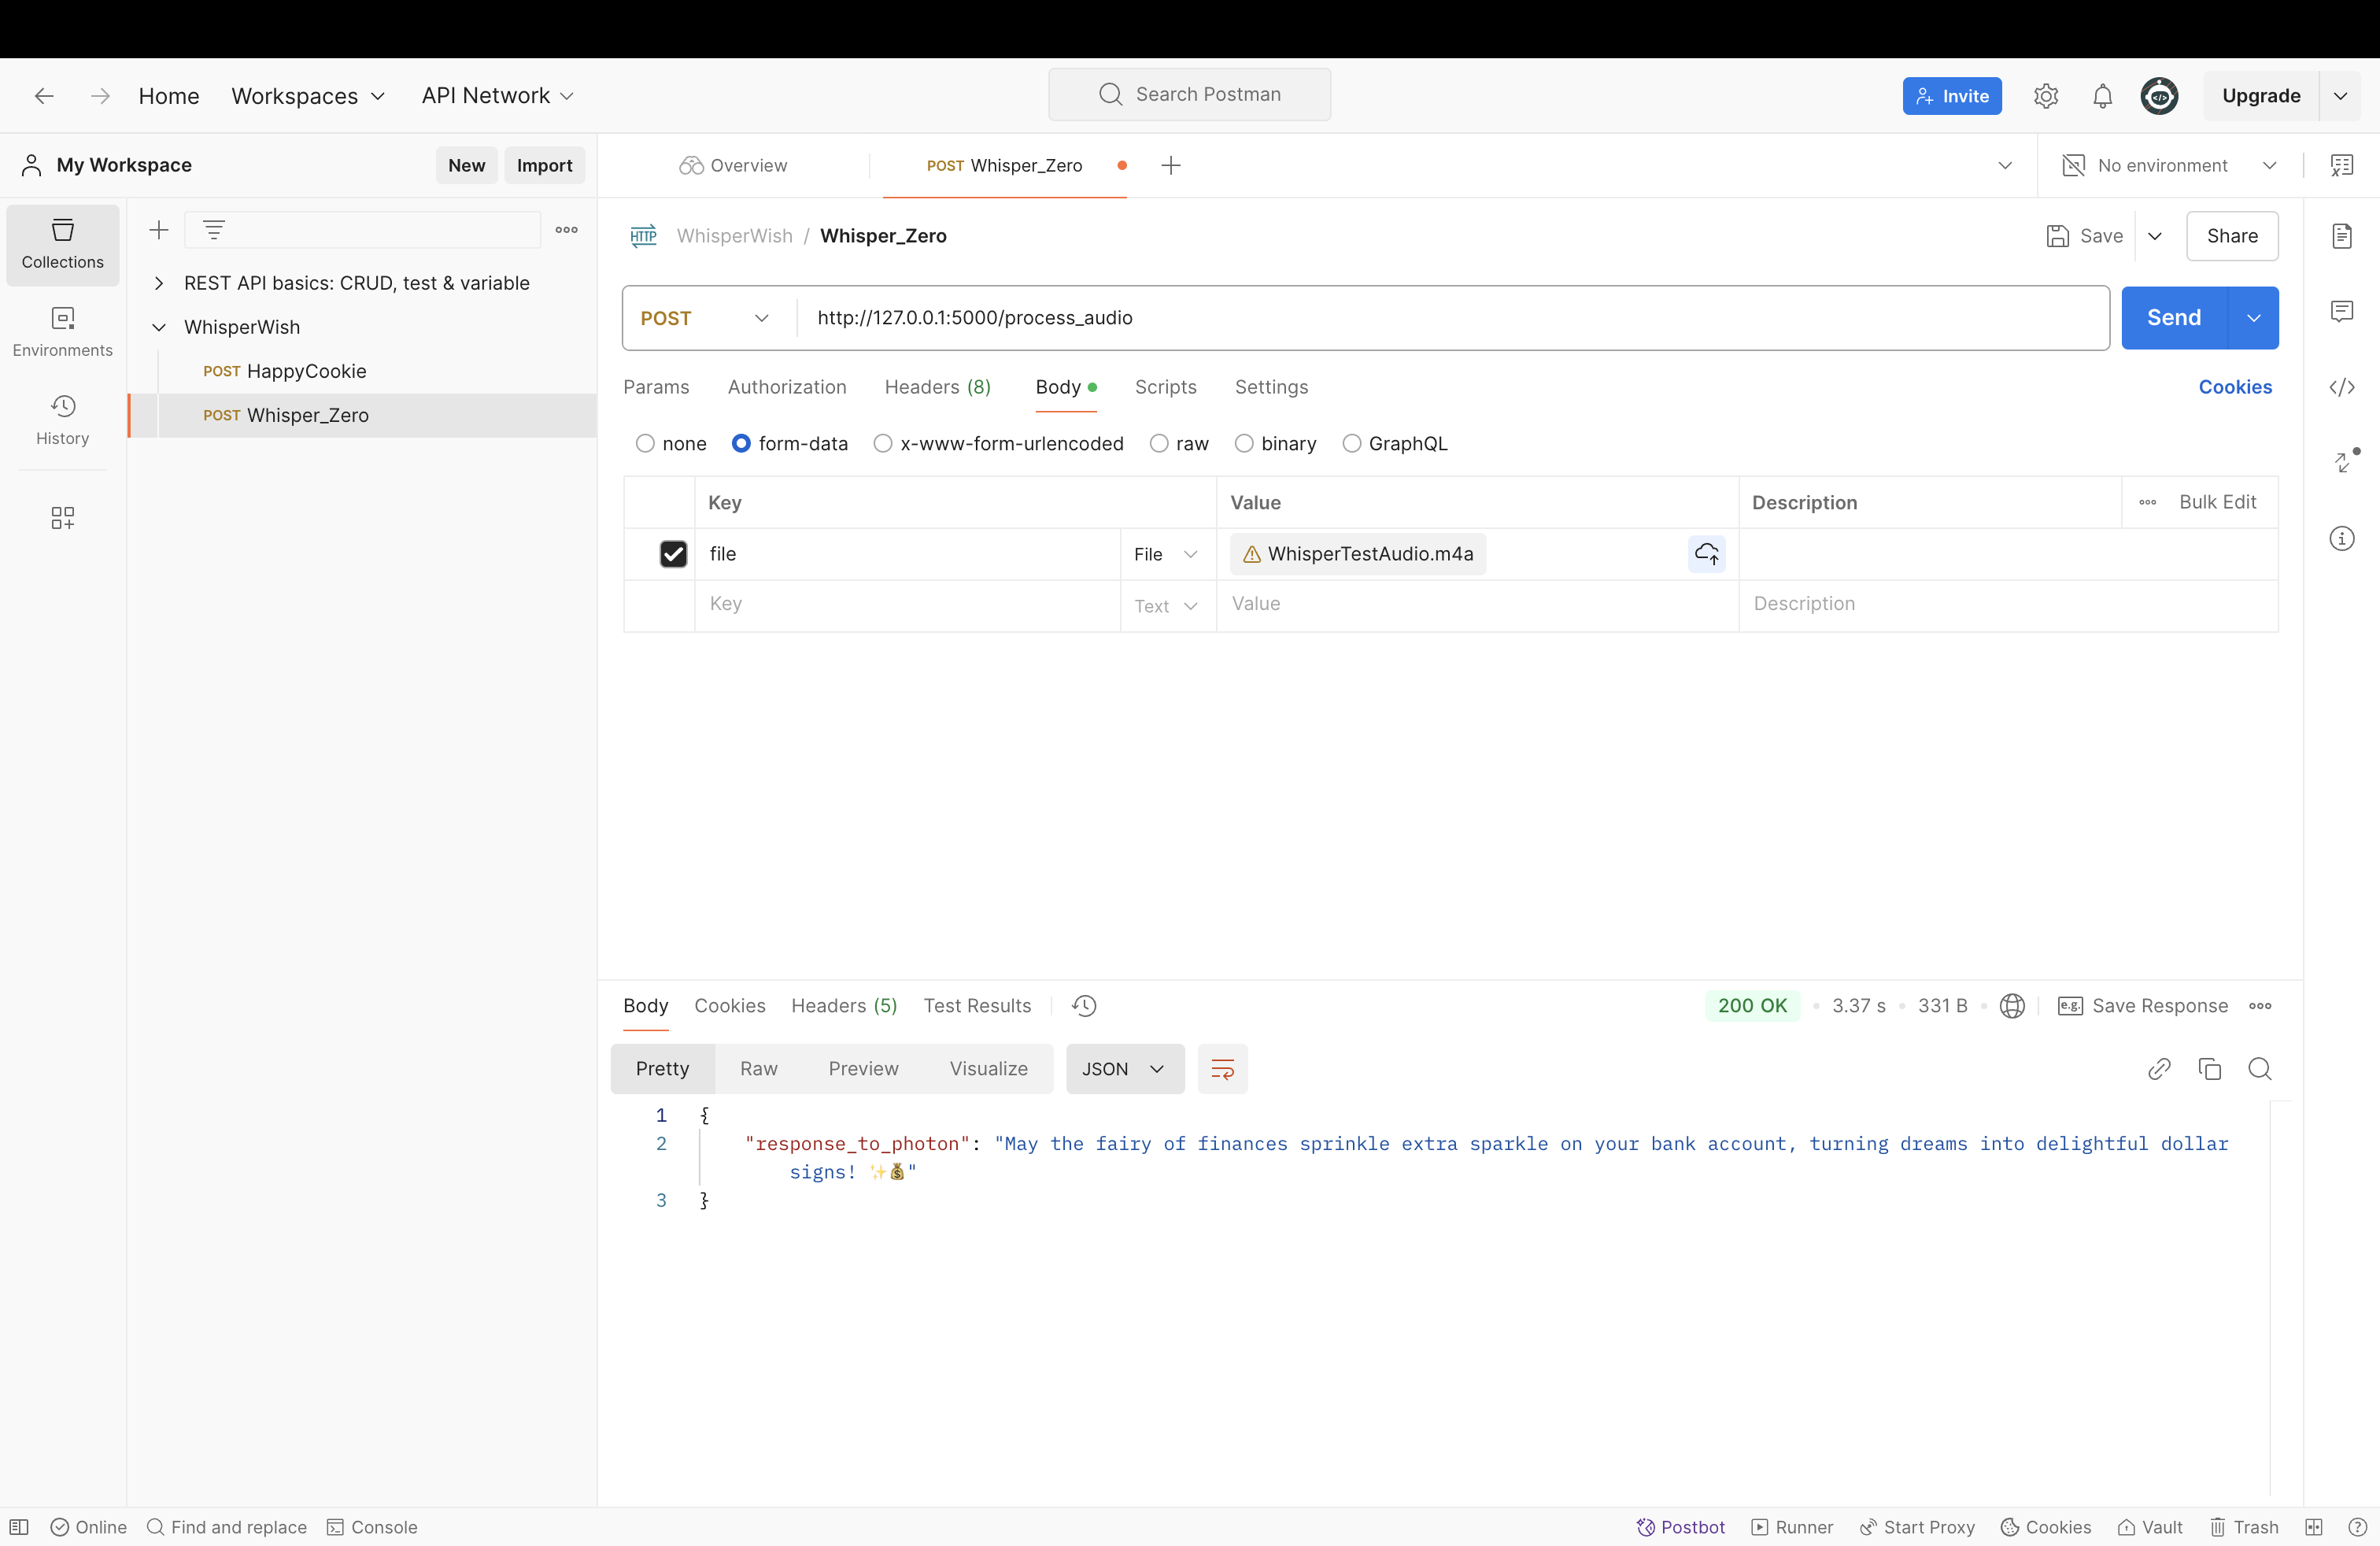 Home Workspaces API Network Search Postman Invite Upgrade
My Workspace New Import Overview POST Whisper_Zero No environment
Collections
Environments
History
REST API basics: CRUD, test & variable
WhisperWish
POST HappyCookie
POST Whisper_Zero
HTTP WhisperWish / Whisper_Zero Save Share
POST http://127.0.0.1:5000/process_audio Send
Params Authorization Headers (8) Body Scripts Settings Cookies
none form-data x-www-form-urlencoded raw binary GraphQL
Key Value Description Bulk Edit
file File WhisperTestAudio.m4a
Key Text Value Description
Body Cookies Headers (5) Test Results 200 OK 3.37 s 331 B e.g. Save Response
Pretty Raw Preview Visualize JSON
1 {
2 "response_to_photon": "May the fairy of finances sprinkle extra sparkle on your bank account, turning dreams into delightful dollar
signs! ✨💰"
3 }
Online Find and replace Console Postbot Runner Start Proxy Cookies Vault Trash